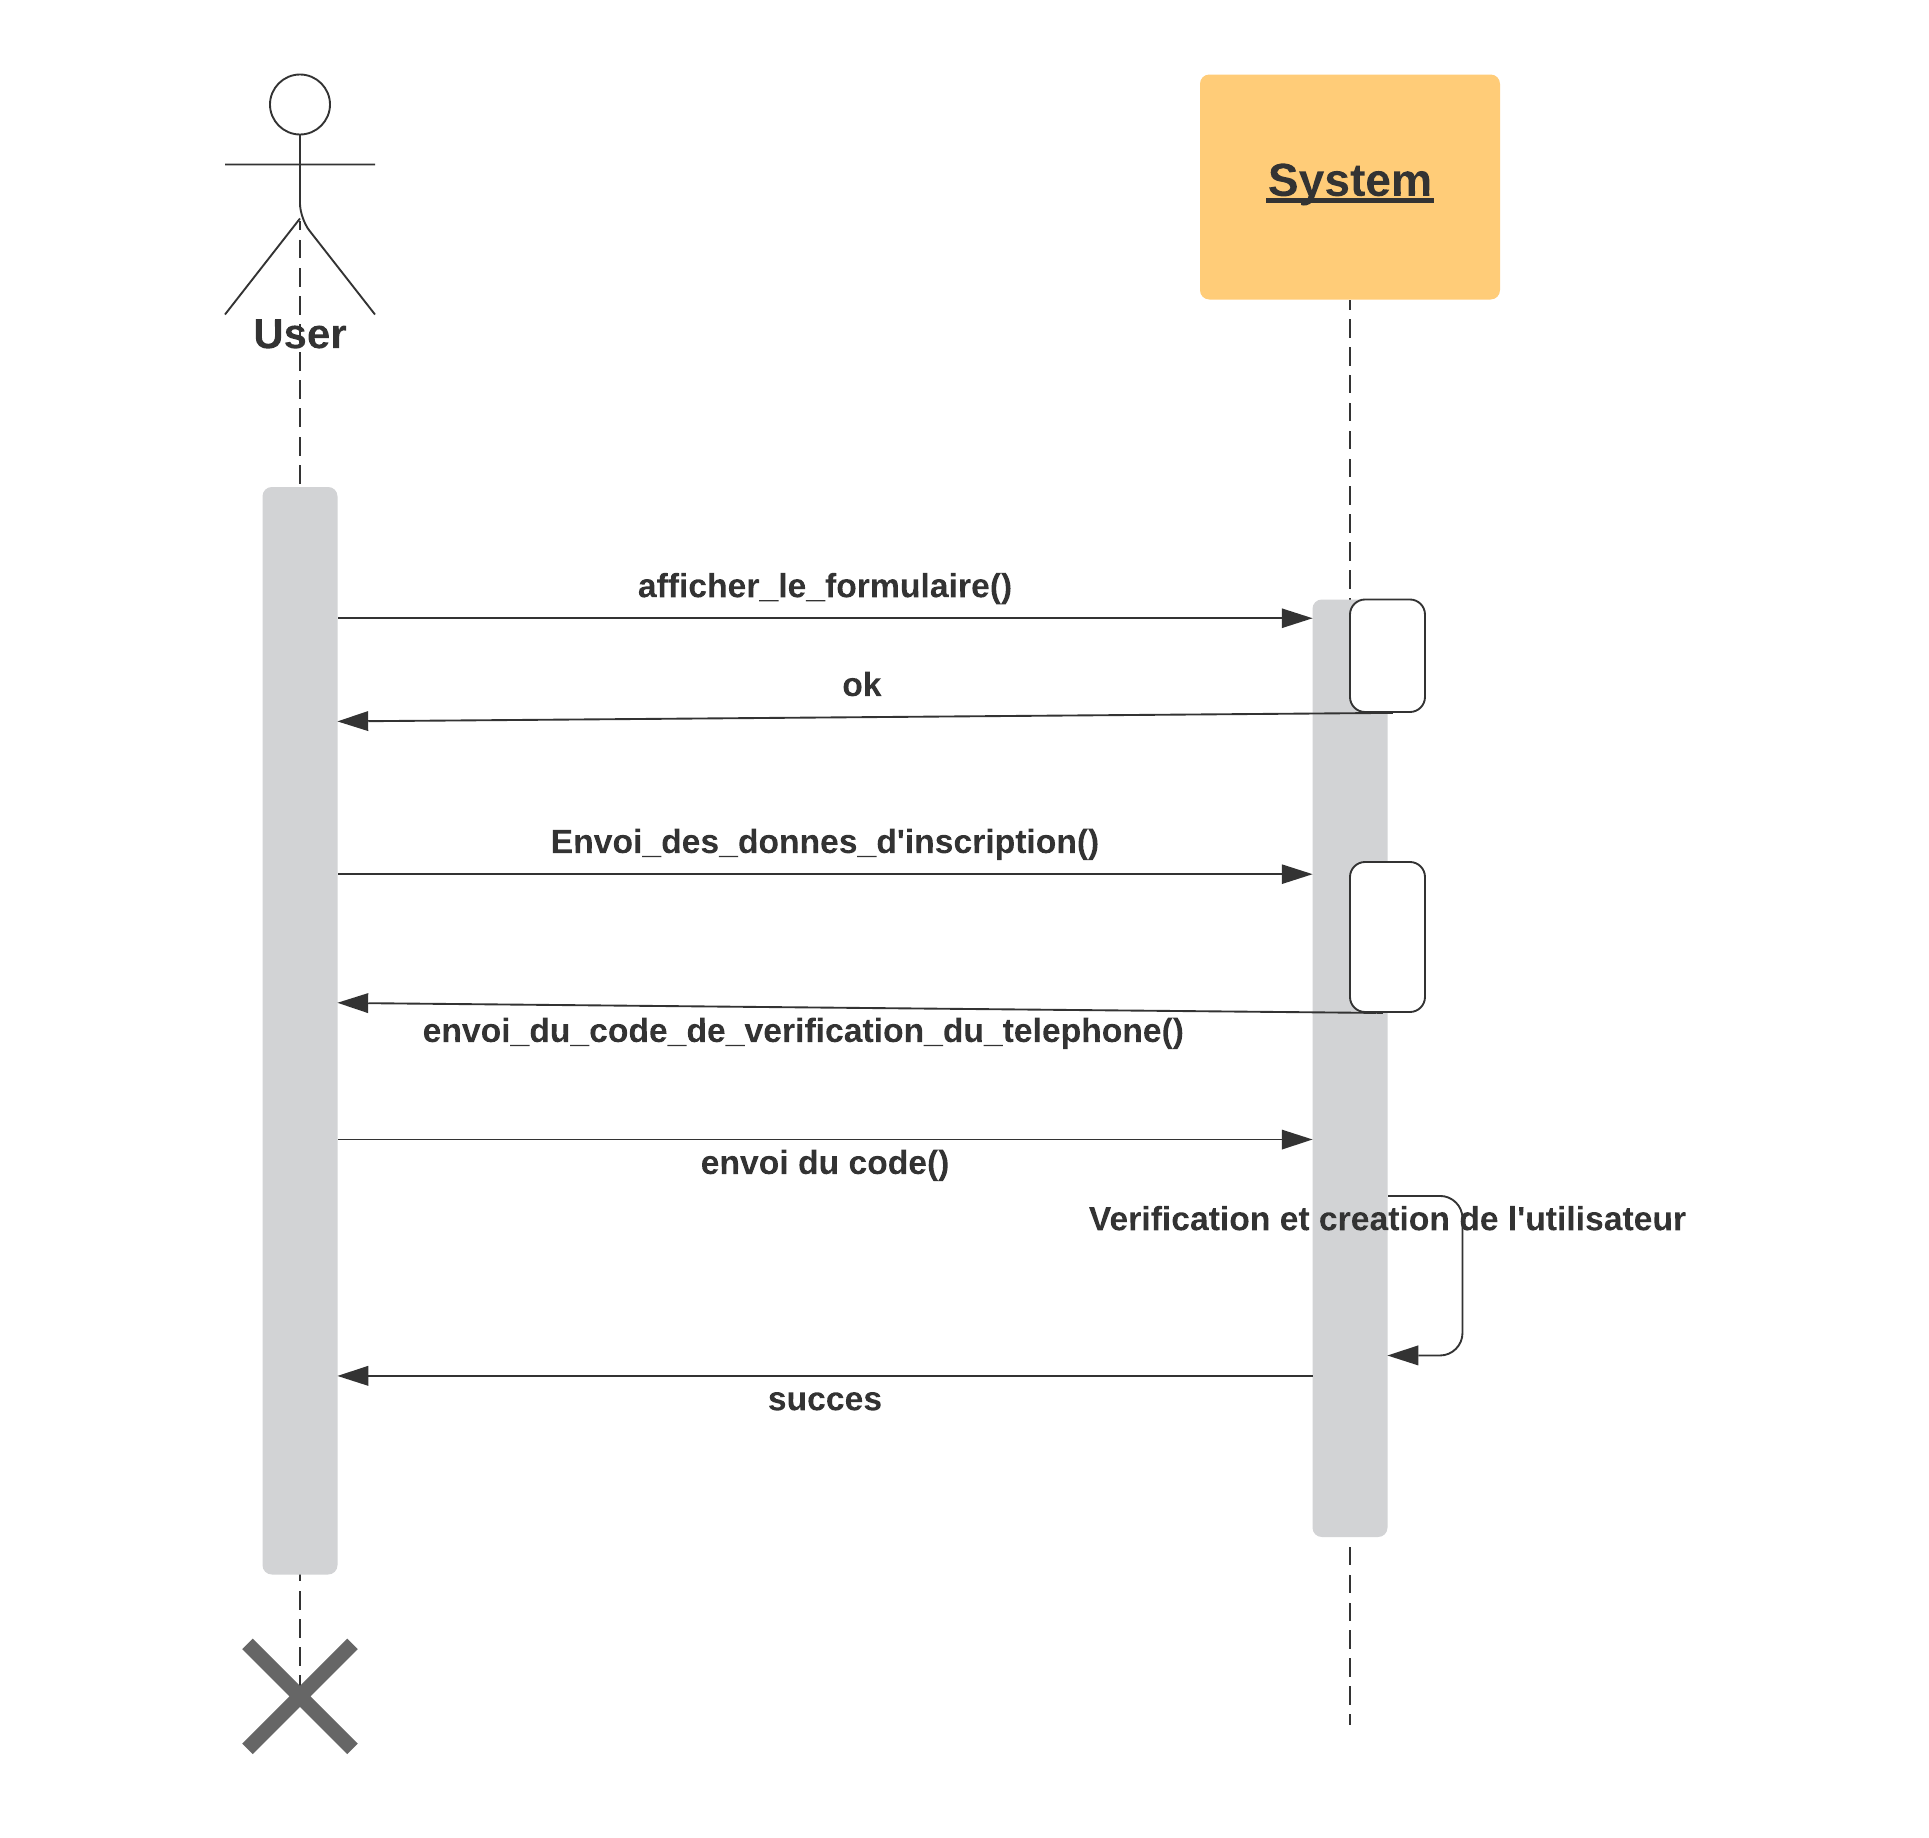 User
System
afficher_le_formulaire()
ok
Envoi_des_donnes_d'inscription()
envoi_du_code_de_verification_du_telephone()
envoi du code()
Verification et creation de l'utilisateur
succes